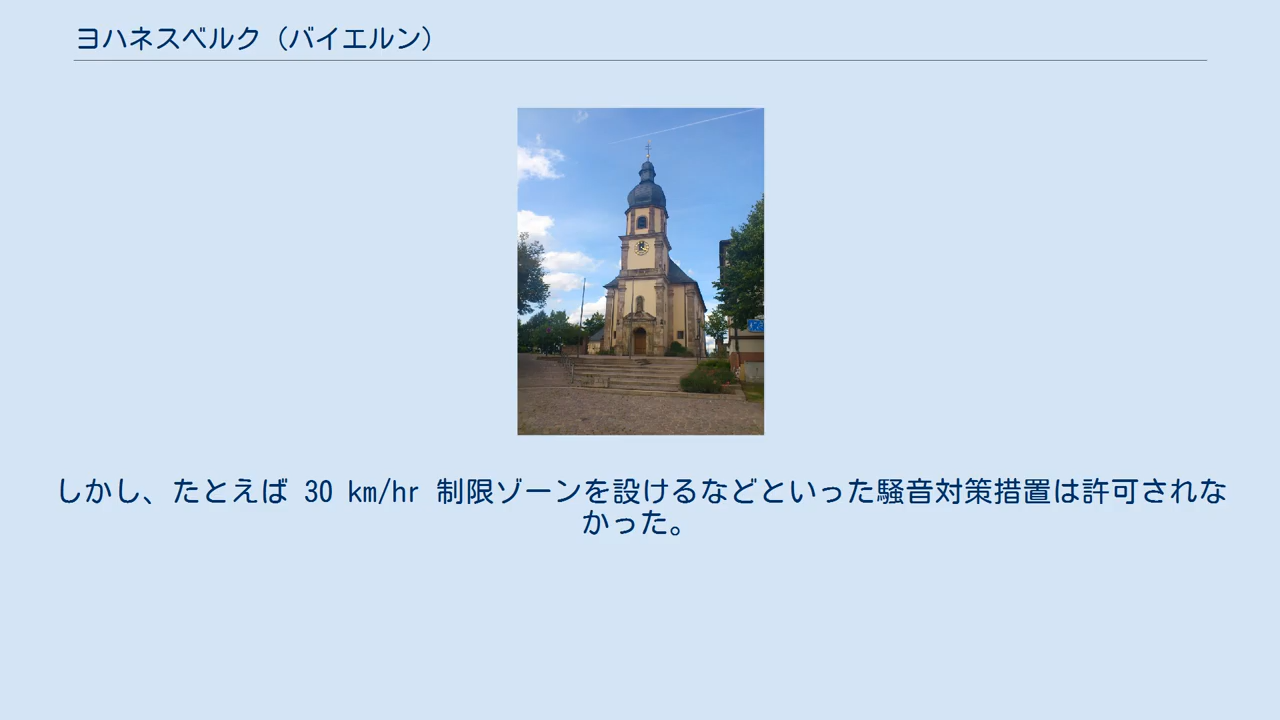 ヨハネスベルク（バイエルン）
しかし、たとえば 30 km/hr 制限ゾーンを設けるなどといった騒音対策措置は許可されな
かった。